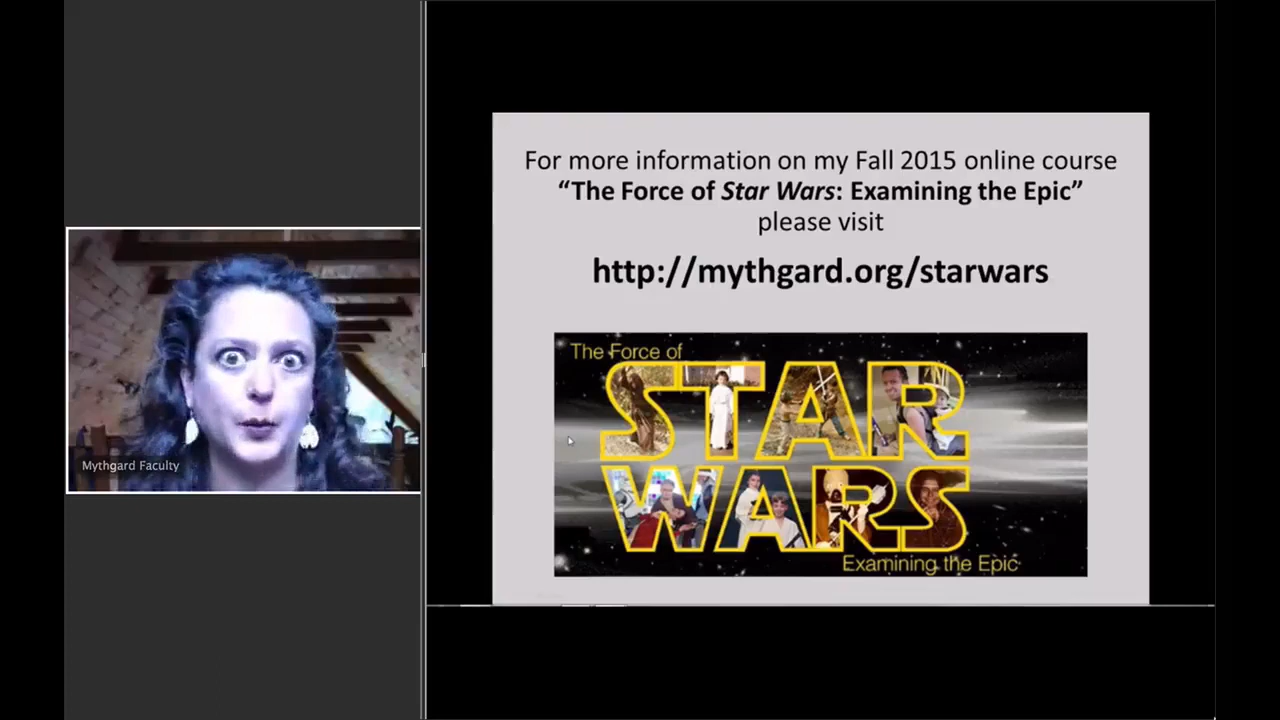 For more information on my Fall 2015 online course
“The Force of Star Wars: Examining the Epic”
please visit
http://mythgard.org/starwars
The Force of
STAR
WARS
Examining the Epic
Mythgard Faculty